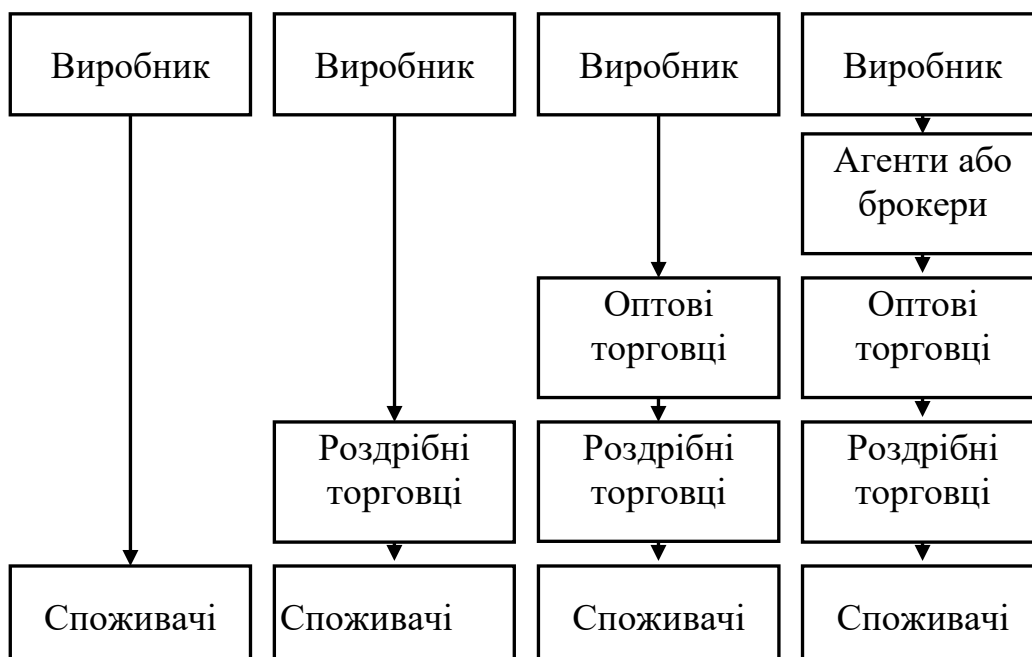 Виробник
Виробник
Виробник
Виробник
Агенти або
брокери
Оптові
торговці
Оптові
торговці
Роздрібні
торговці
Роздрібні
торговці
Роздрібні
торговці
Споживачі
Споживачі
Споживачі
Споживачі